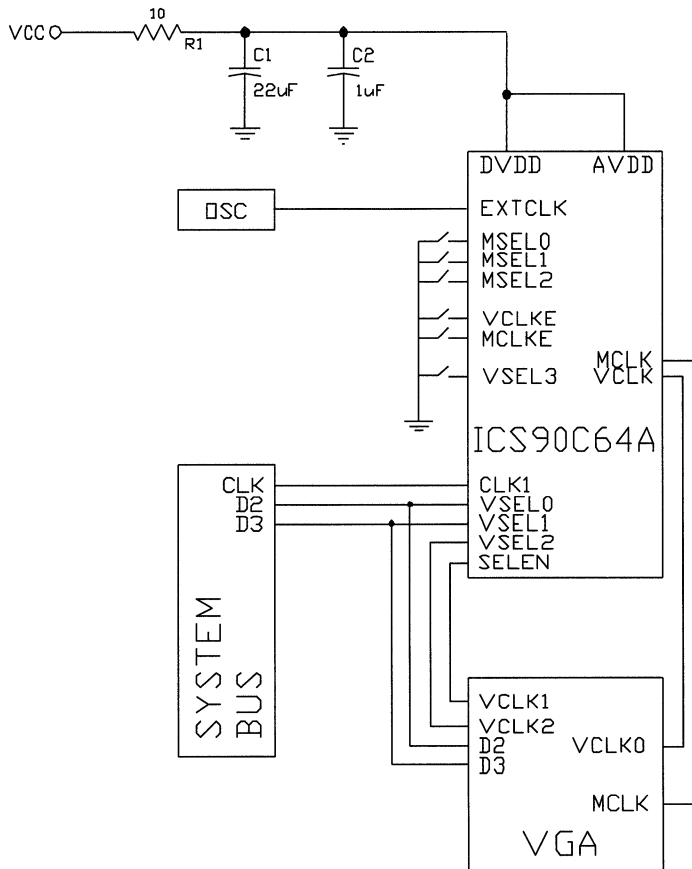 10
VCC
R1
C1
C2
22uF
1uF
DVDD AVDD
OSC
EXTCLK
MSEL0
MSEL1
MSEL2
VCLKE
MCLKE
MCLK
VSEL3
VCLK
ICS90C64A
CLK
D2
D3
CLK1
VSEL0
VSEL1
VSEL2
SELEN
SYSTEM
BUS
VCLK1
VCLK2
D2
D3
VCLK0
MCLK
VGA